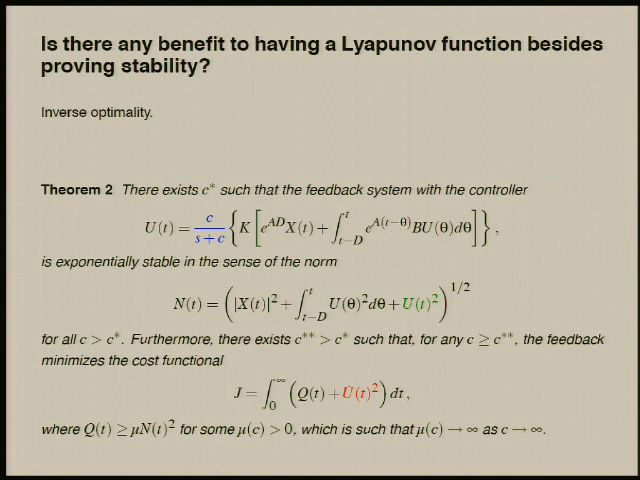 Is there any benefit to having a Lyapunov function besides
proving stability?
Inverse optimality.
Theorem 2 There exists c* such that the feedback system with the controller
U(t) = c/(s+c) {K [e^{AD}X(t) + ∫_{t−D}^{t} e^{A(t−θ)}BU(θ)dθ]},
is exponentially stable in the sense of the norm
N(t) = (|X(t)|² + ∫_{t−D}^{t} U(θ)²dθ + U(t)²)^{1/2}
for all c > c*. Furthermore, there exists c** > c* such that, for any c ≥ c**, the feedback
minimizes the cost functional
J = ∫_0^∞ (Q(t) + U̇(t)²) dt,
where Q(t) ≥ μN(t)² for some μ(c) > 0, which is such that μ(c) → ∞ as c → ∞.